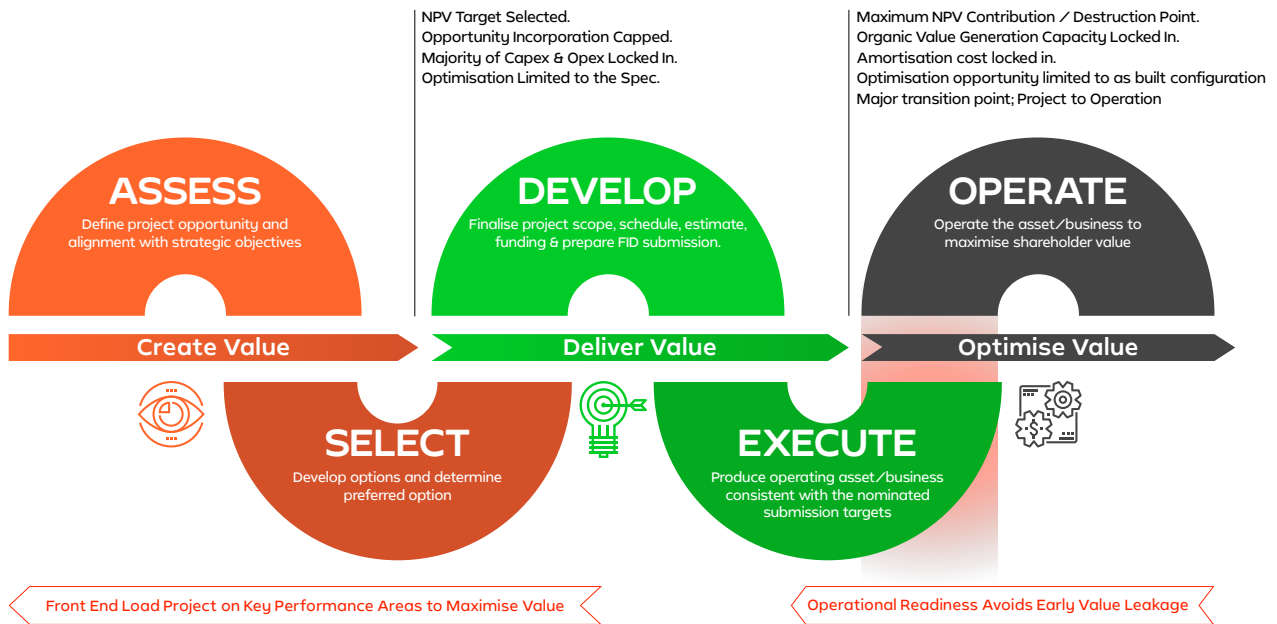 NPV Target Selected.
Opportunity Incorporation Capped.
Majority of Capex & Opex Locked In.
Optimisation Limited to the Spec.
Maximum NPV Contribution / Destruction Point.
Organic Value Generation Capacity Locked In.
Amortisation cost locked in.
Optimisation opportunity limited to as built configuration
Major transition point; Project to Operation
ASSESS
Define project opportunity and
alignment with strategic objectives
DEVELOP
Finalise project scope, schedule, estimate,
funding & prepare FID submission.
OPERATE
Operate the asset/business to
maximise shareholder value
Create Value
Deliver Value
Optimise Value
SELECT
Develop options and determine
preferred option
EXECUTE
Produce operating asset/business
consistent with the nominated
submission targets
$
Front End Load Project on Key Performance Areas to Maximise Value
Operational Readiness Avoids Early Value Leakage